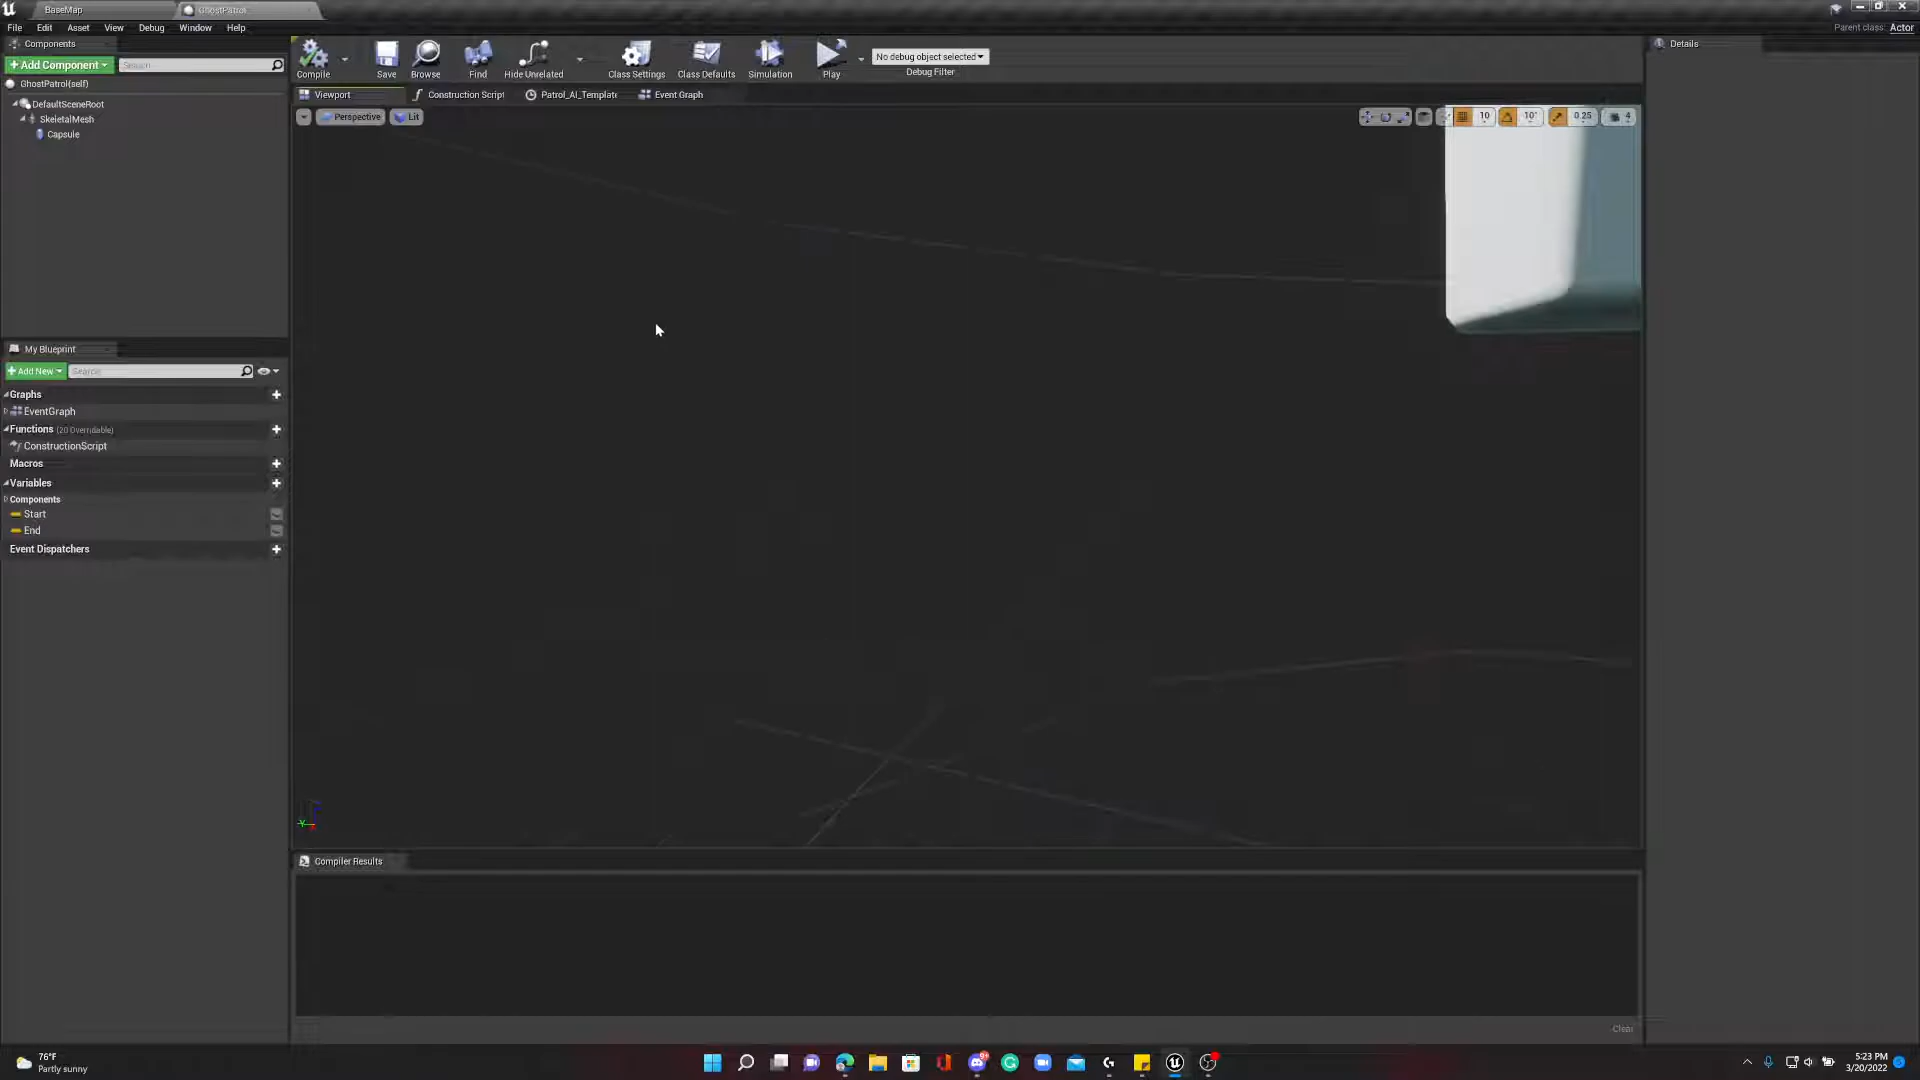 BaseMap
GhostPatrol
File Edit Asset View Debug Window Help
Parent class: Actor
Components
+ Add Component
Search
GhostPatrol(self)
DefaultSceneRoot
SkeletalMesh
Capsule
Compile
Save
Browse
Find
Hide Unrelated
Class Settings
Class Defaults
Simulation
Play
No debug object selected
Debug Filter
Details
Viewport
Construction Script
Patrol_AI_Template
Event Graph
Perspective
Lit
10
10°
0.25
4
My Blueprint
+ Add New
Search
Graphs
EventGraph
Functions (20 Overridable)
ConstructionScript
Macros
Variables
Components
Start
End
Event Dispatchers
Compiler Results
Clear
76°F
Partly sunny
5:23 PM
3/20/2022